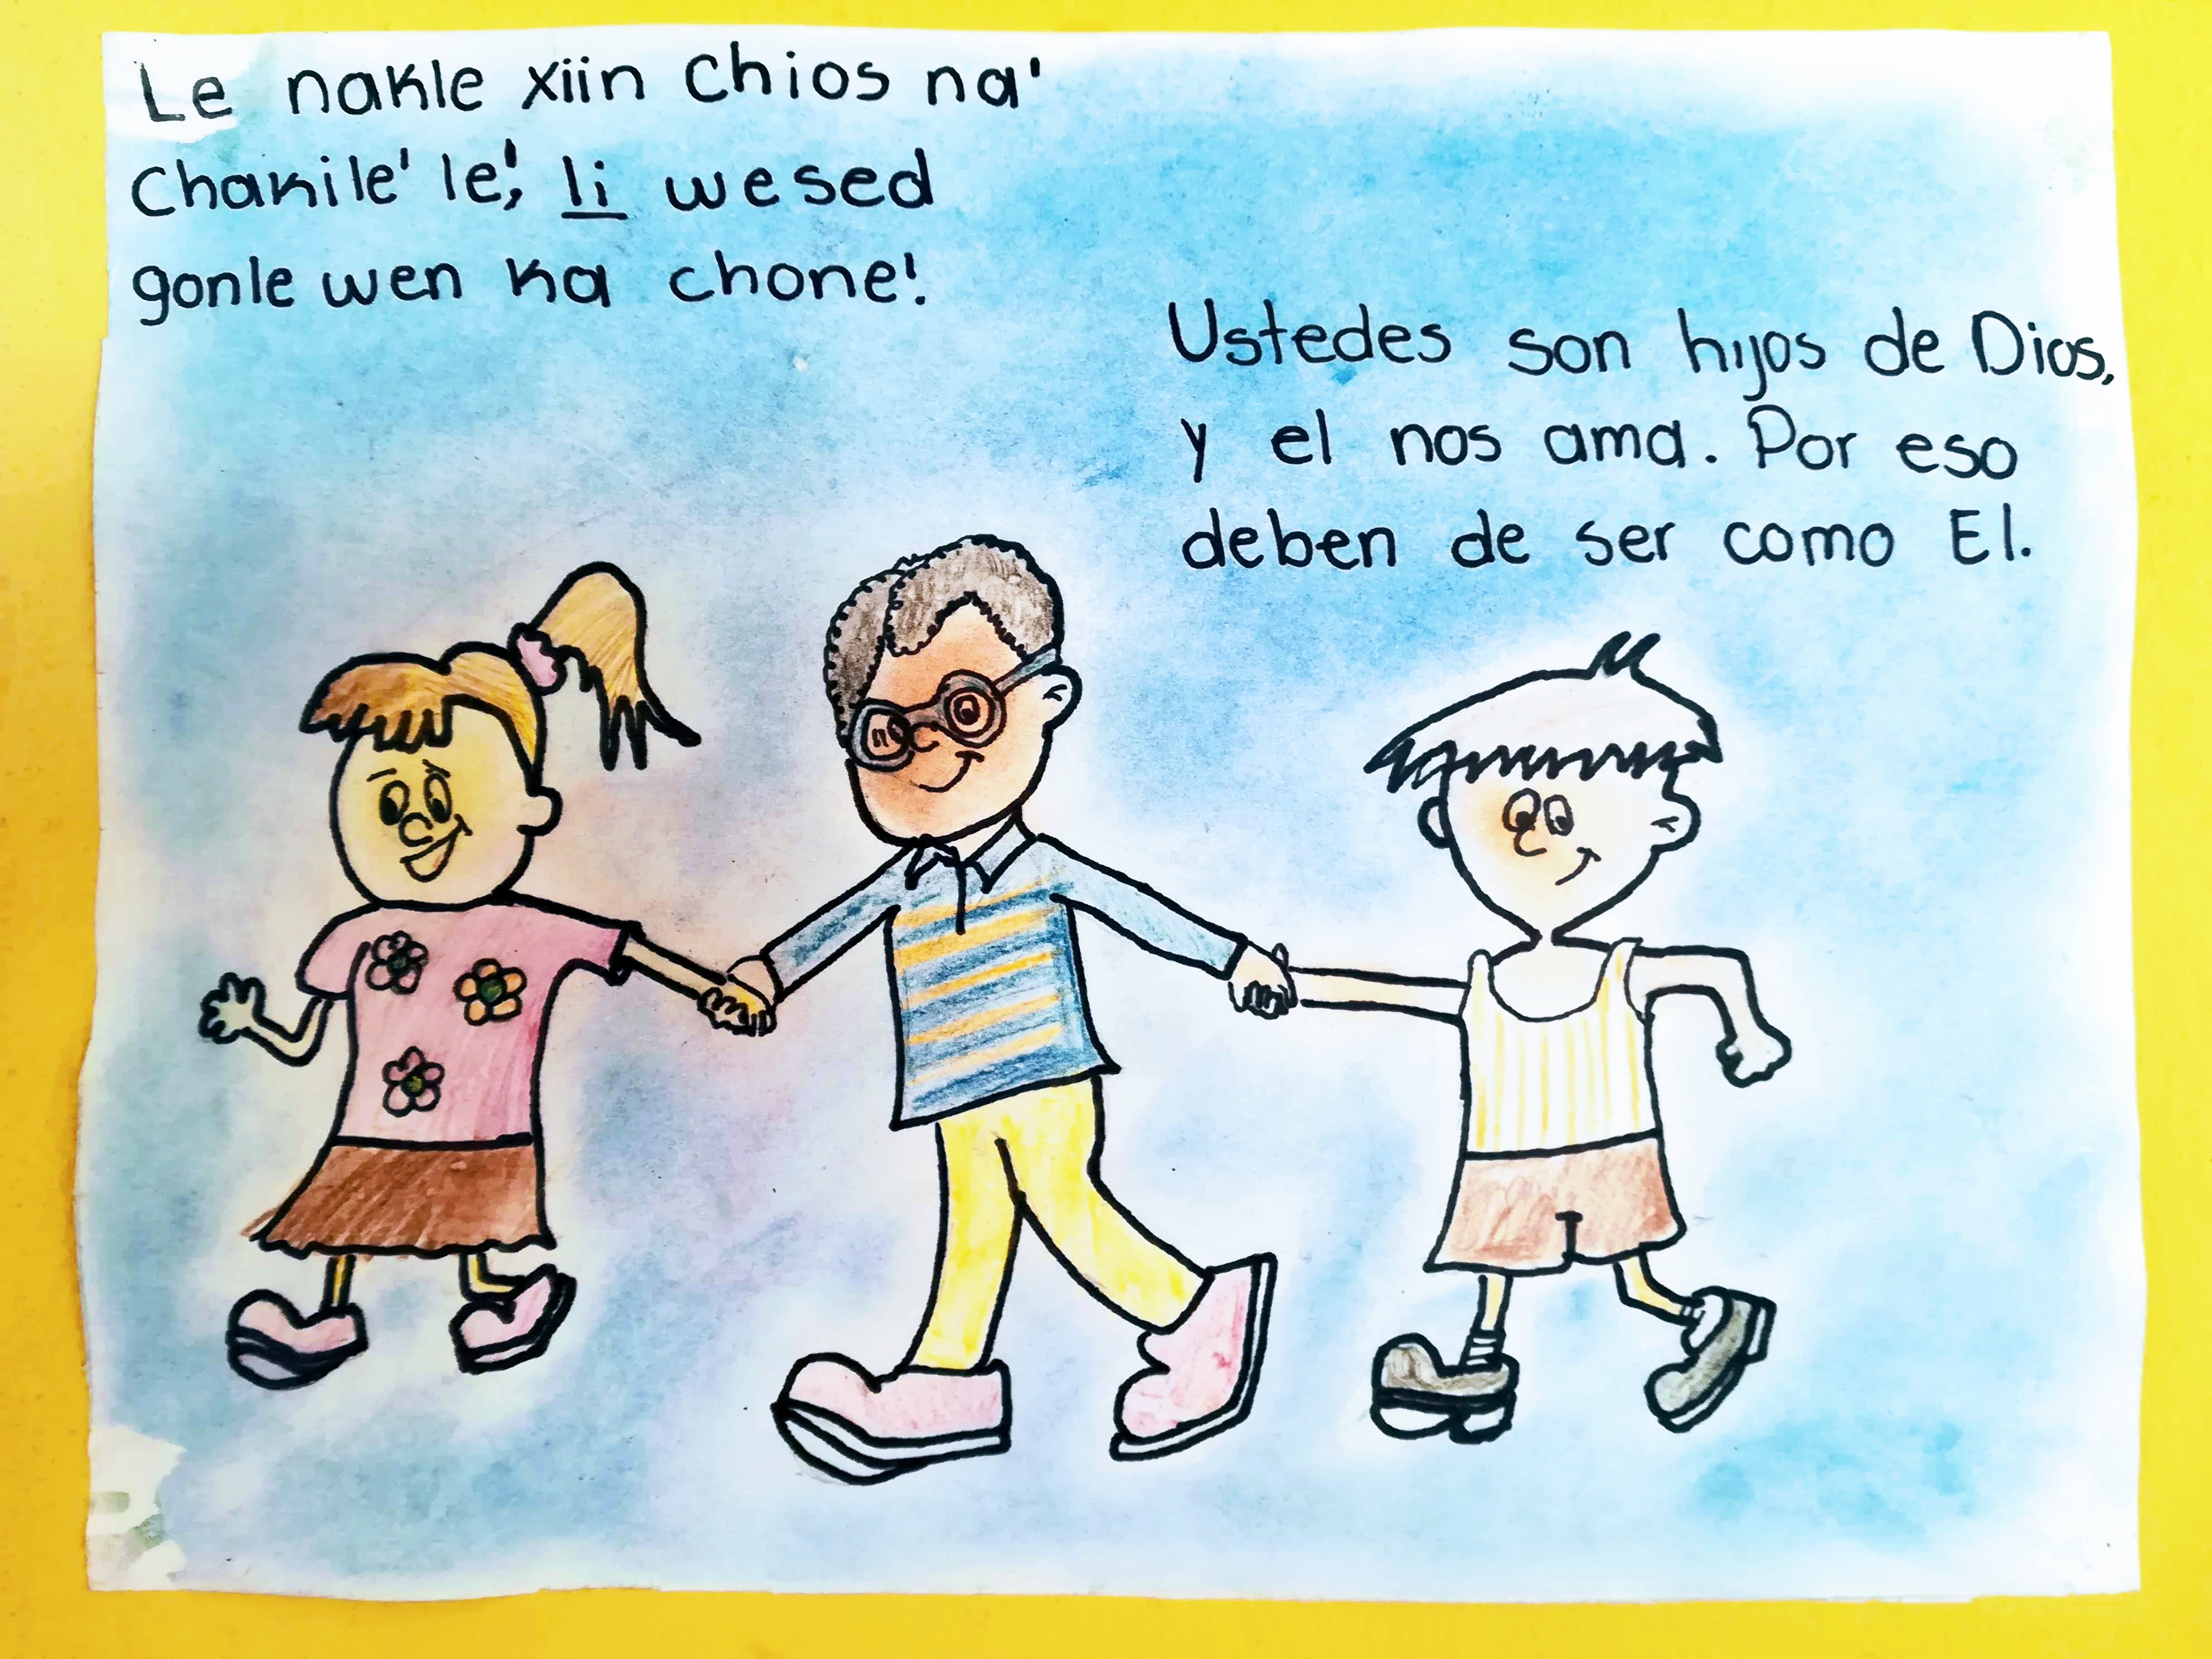 Le nakle xiin Chios na'
Chakile' le', li wesed
gonle wen ka chone'.
Ustedes son hijos de Dios,
y el nos ama. Por eso
deben de ser como El.